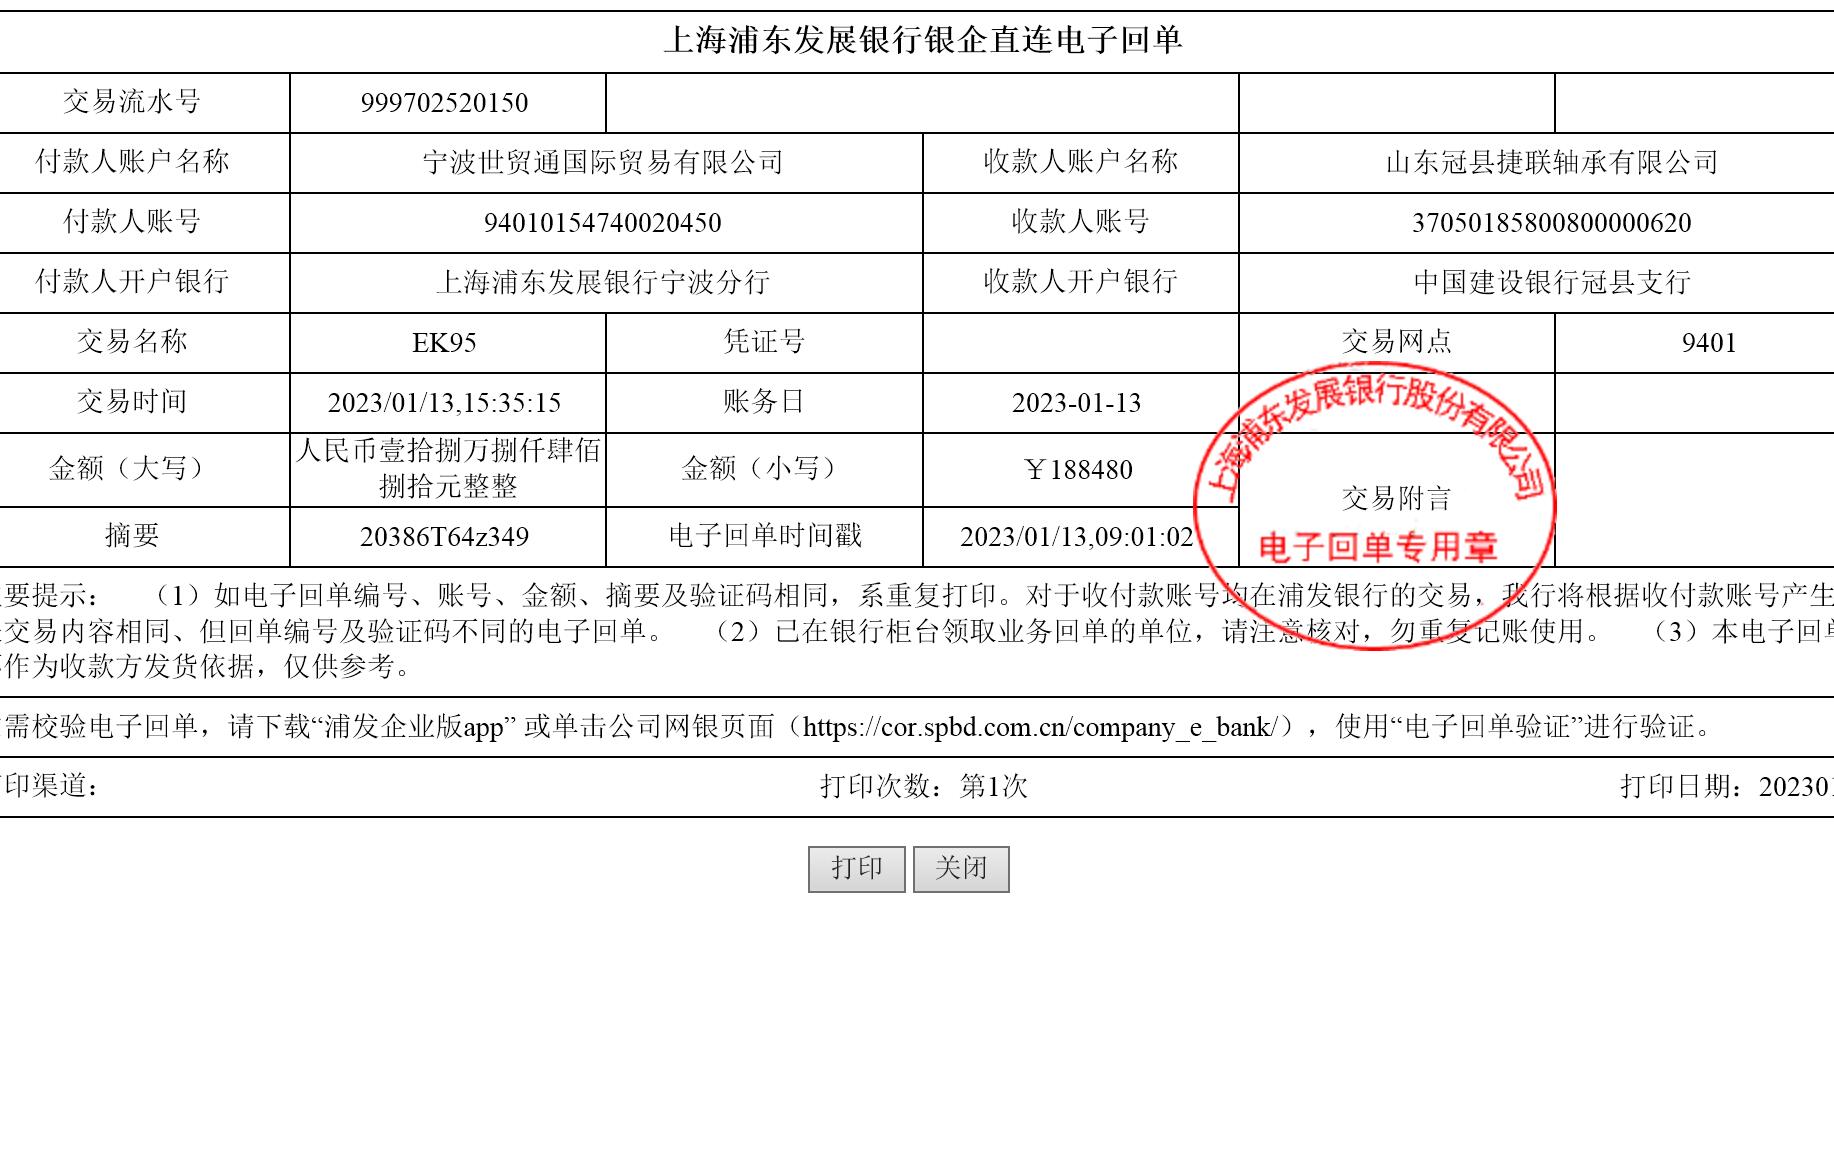 上海浦东发展银行银企直连电子回单
交易流水号 999702520150
付款人账户名称 宁波世贸通国际贸易有限公司 收款人账户名称 山东冠县捷联轴承有限公司
付款人账号 94010154740020450 收款人账号 37050185800800000620
付款人开户银行 上海浦东发展银行宁波分行 收款人开户银行 中国建设银行冠县支行
交易名称 EK95 凭证号 交易网点 9401
交易时间 2023/01/13,15:35:15 账务日 2023-01-13
金额（大写） 人民币壹拾捌万捌仟肆佰
捌拾元整整 金额（小写） ￥188480
交易附言
摘要 20386T64z349 电子回单时间戳 2023/01/13,09:01:02
上海浦东发展银行股份有限公司
电子回单专用章
要提示： （1）如电子回单编号、账号、金额、摘要及验证码相同，系重复打印。对于收付款账号均在浦发银行的交易，我行将根据收付款账号产生
交易内容相同、但回单编号及验证码不同的电子回单。 （2）已在银行柜台领取业务回单的单位，请注意核对，勿重复记账使用。 （3）本电子回单
作为收款方发货依据，仅供参考。
需校验电子回单，请下载“浦发企业版app” 或单击公司网银页面（https://cor.spbd.com.cn/company_e_bank/），使用“电子回单验证”进行验证。
印渠道： 打印次数：第1次 打印日期：202301
打印 关闭